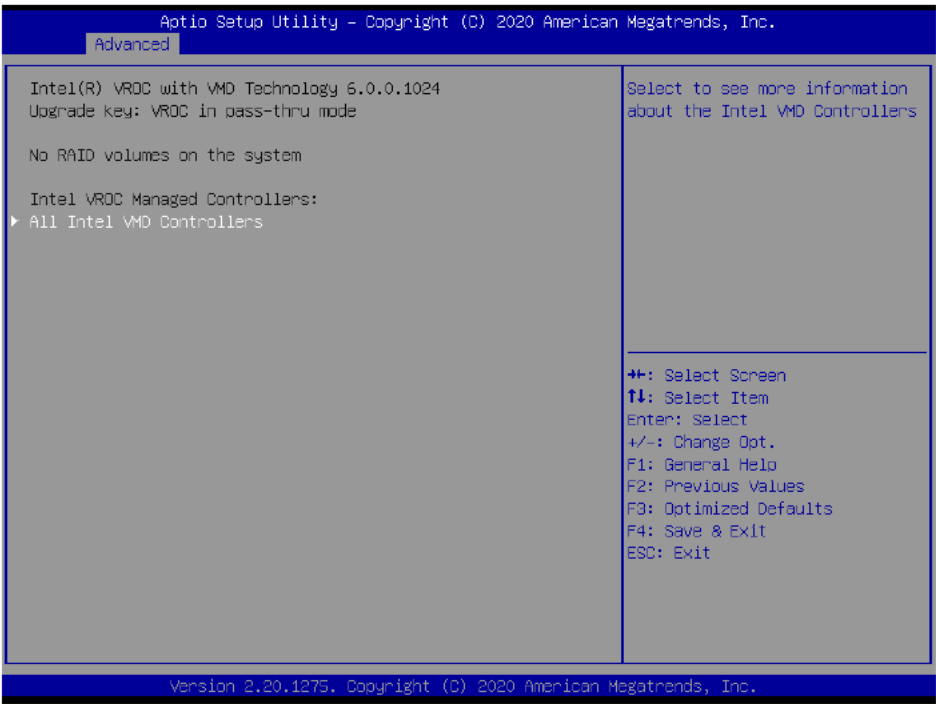 Aptio Setup Utility – Copyright (C) 2020 American Megatrends, Inc.
Advanced
Intel(R) VROC with VMD Technology 6.0.0.1024
Upgrade key: VROC in pass-thru mode
No RAID volumes on the system
Intel VROC Managed Controllers:
▶ All Intel VMD Controllers
Select to see more information
about the Intel VMD Controllers
→←: Select Screen
↑↓: Select Item
Enter: Select
+/-: Change Opt.
F1: General Help
F2: Previous Values
F3: Optimized Defaults
F4: Save & Exit
ESC: Exit
Version 2.20.1275. Copyright (C) 2020 American Megatrends, Inc.